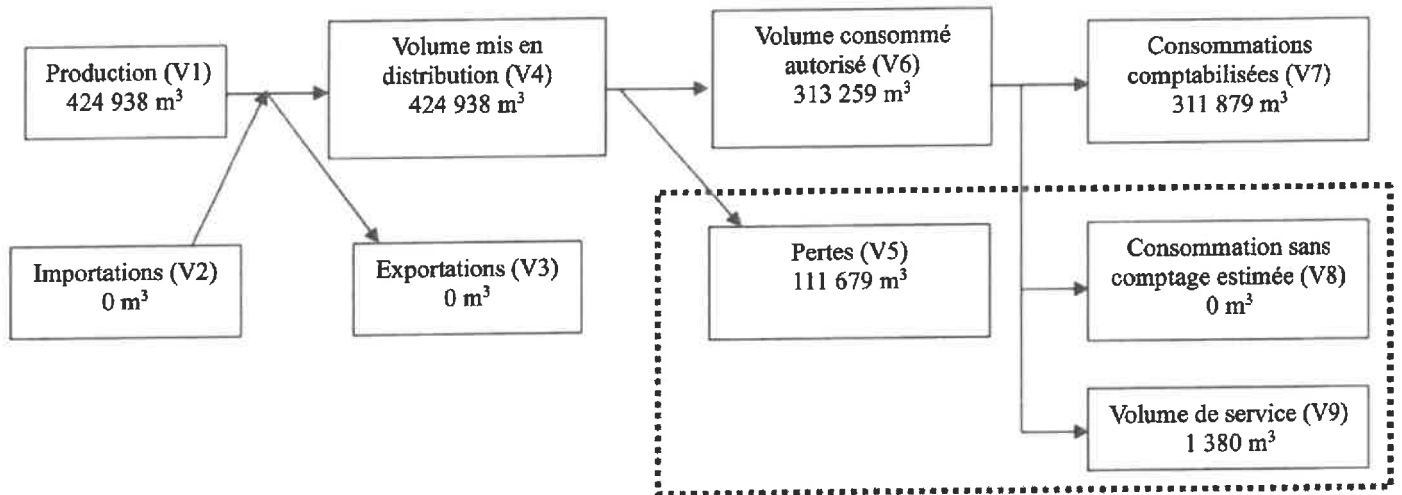 Production (V1)
424 938 m³
Volume mis en
distribution (V4)
424 938 m³
Volume consommé
autorisé (V6)
313 259 m³
Consommations
comptabilisées (V7)
311 879 m³
Importations (V2)
0 m³
Exportations (V3)
0 m³
Pertes (V5)
111 679 m³
Consommation sans
comptage estimée (V8)
0 m³
Volume de service (V9)
1 380 m³